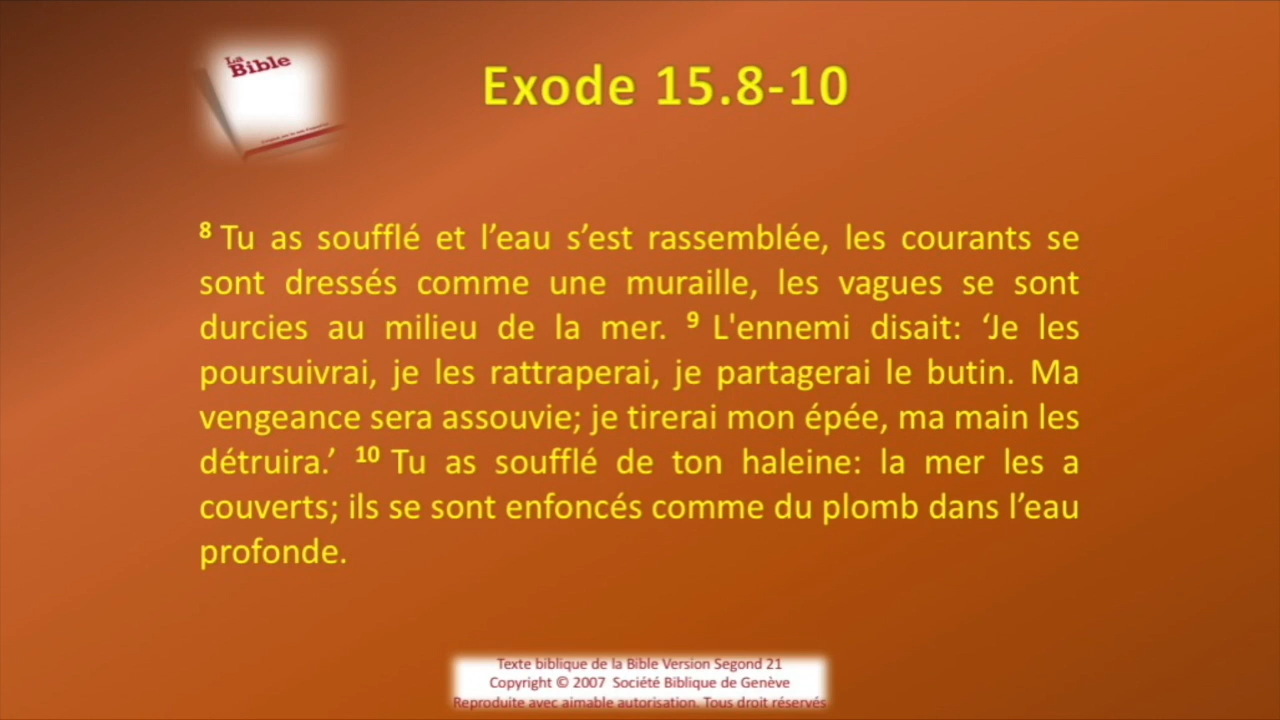 La
Bible
Exode 15.8-10
8 Tu as soufflé et l’eau s’est rassemblée, les courants se
sont dressés comme une muraille, les vagues se sont
durcies au milieu de la mer. 9 L'ennemi disait: ‘Je les
poursuivrai, je les rattraperai, je partagerai le butin. Ma
vengeance sera assouvie; je tirerai mon épée, ma main les
détruira.’ 10 Tu as soufflé de ton haleine: la mer les a
couverts; ils se sont enfoncés comme du plomb dans l’eau
profonde.
Texte biblique de la Bible Version Segond 21
Copyright © 2007 Société Biblique de Genève
Reproduite avec aimable autorisation. Tous droit réservés